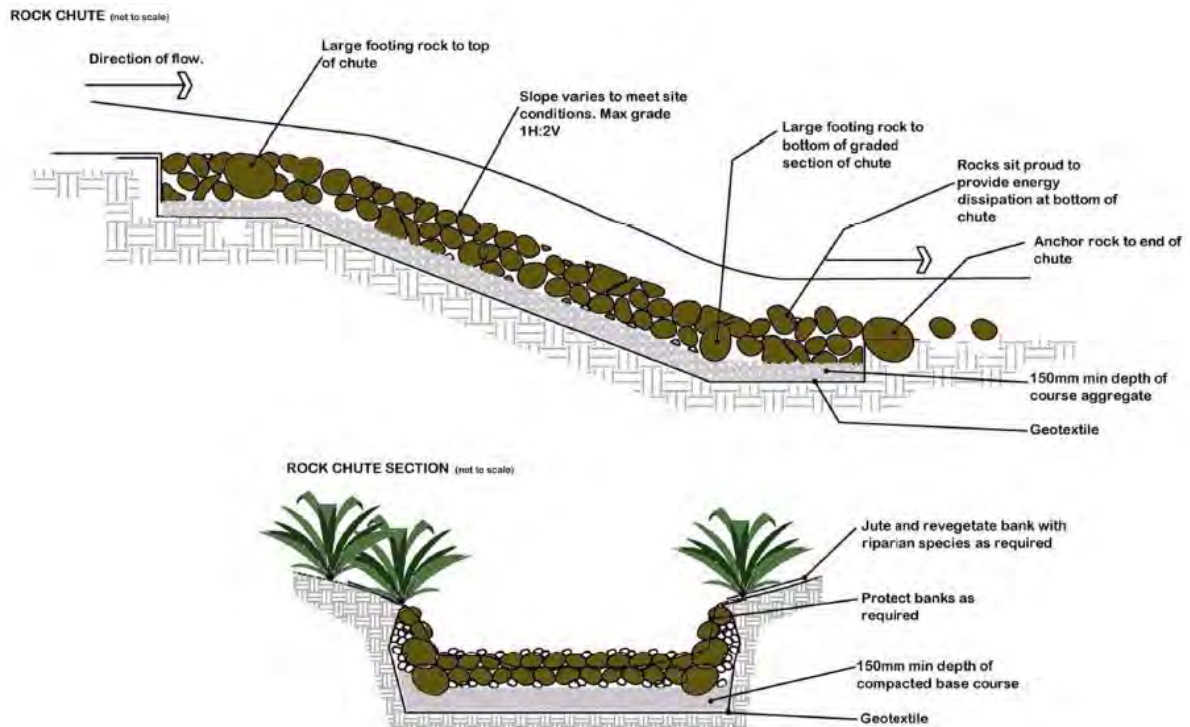 ROCK CHUTE (not to scale)
Direction of flow.
Large footing rock to top
of chute
Slope varies to meet site
conditions. Max grade
1H:2V
Large footing rock to
bottom of graded
section of chute
Rocks sit proud to
provide energy
dissipation at bottom of
chute
Anchor rock to end of
chute
150mm min depth of
course aggregate
Geotextile
ROCK CHUTE SECTION (not to scale)
Jute and revegetate bank with
riparian species as required
Protect banks as
required
150mm min depth of
compacted base course
Geotextile